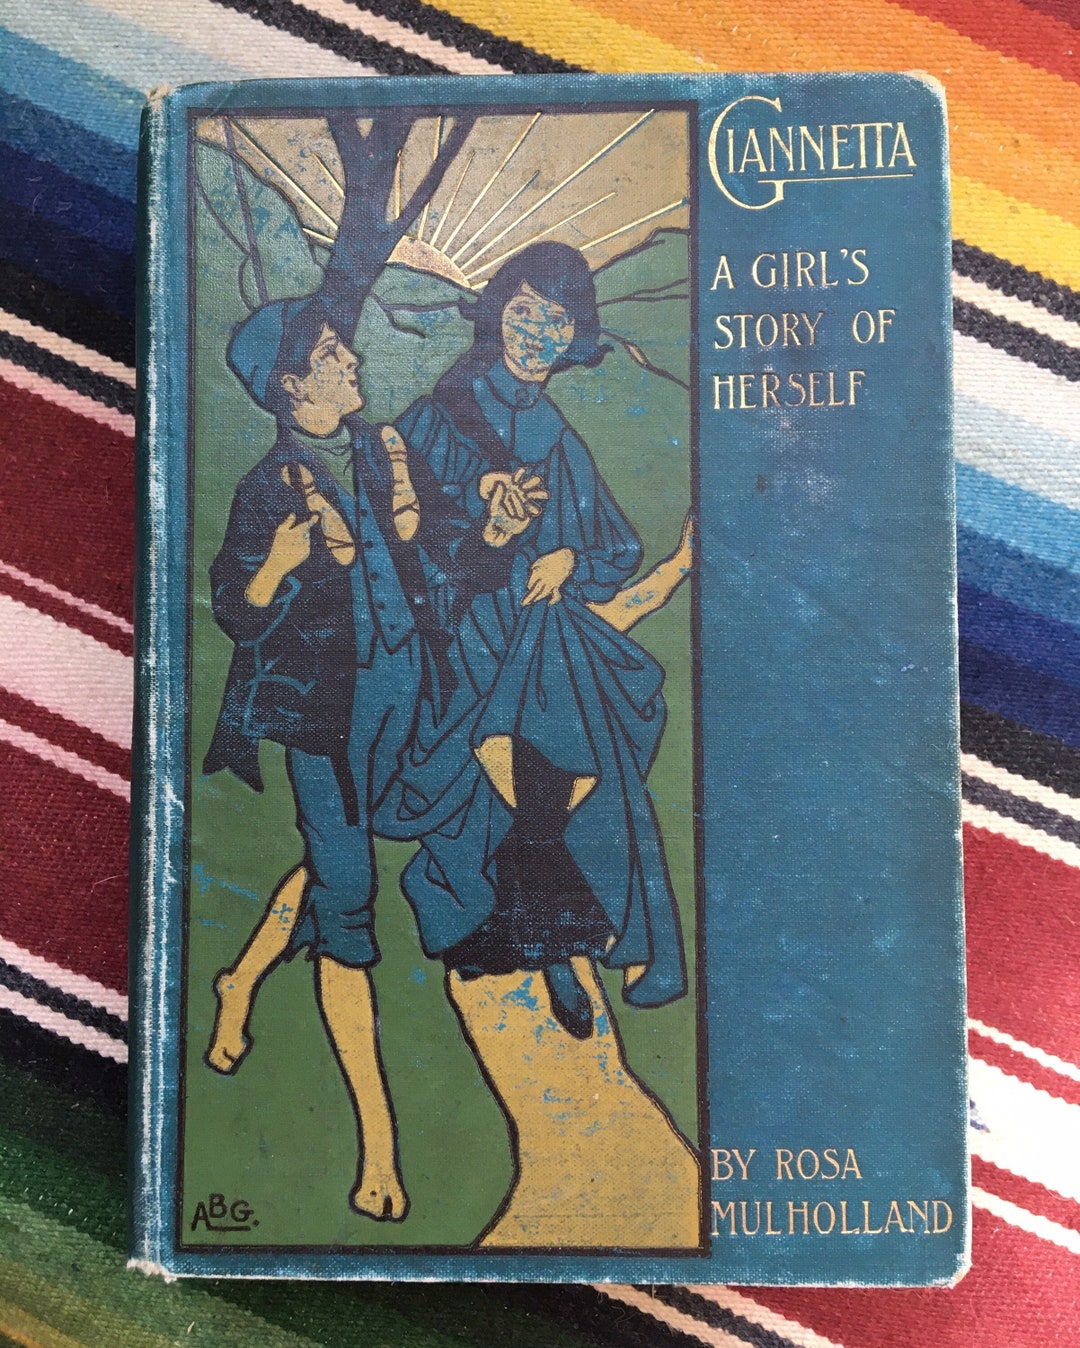 GIANNETTA
A GIRL'S
STORY OF
HERSELF
BY ROSA
MULHOLLAND
ABG.